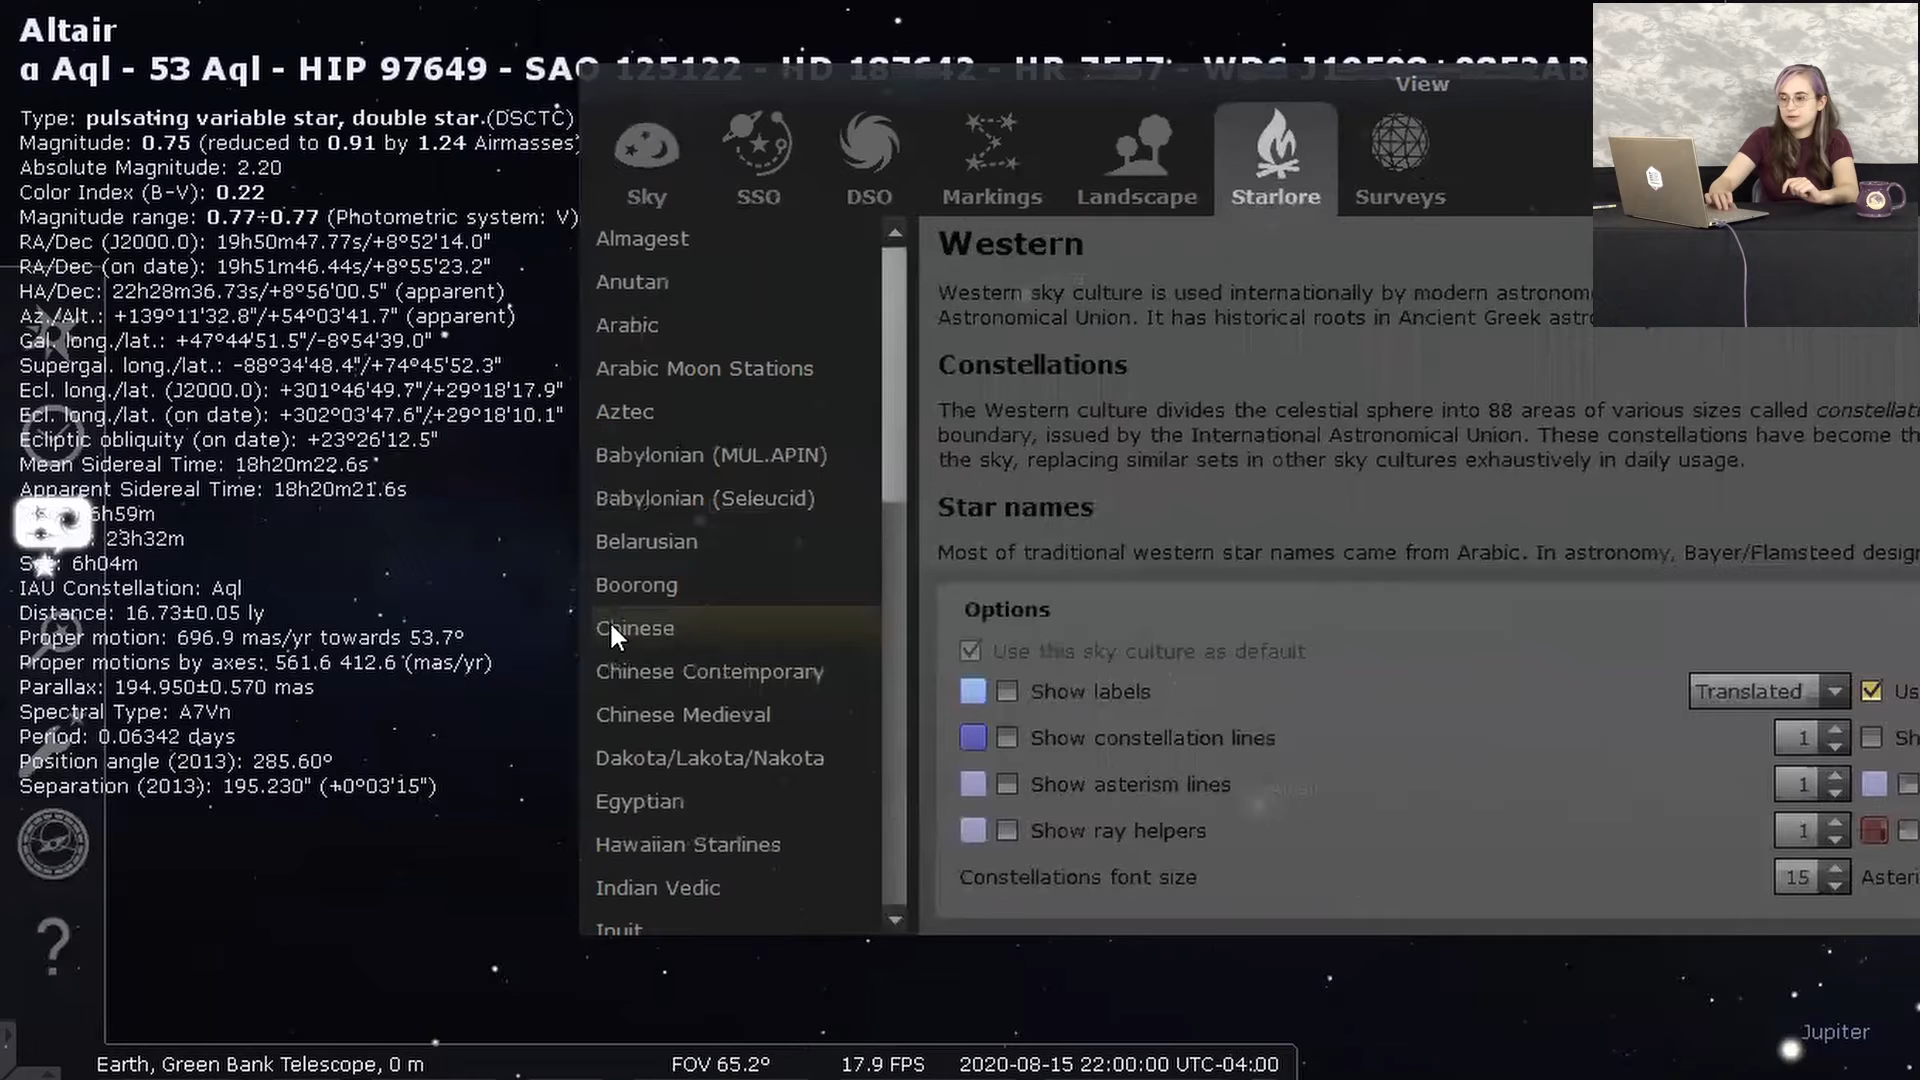 Altair
α Aql - 53 Aql - HIP 97649 - SAO 125122 - HD 187642 - HR 7557 - WDS J19508+0852AB
Type: pulsating variable star, double star (DSCTC)
Magnitude: 0.75 (reduced to 0.91 by 1.24 Airmasses)
Absolute Magnitude: 2.20
Color Index (B-V): 0.22
Magnitude range: 0.77÷0.77 (Photometric system: V)
RA/Dec (J2000.0): 19h50m47.77s/+8°52'14.0"
RA/Dec (on date): 19h51m46.44s/+8°55'23.2"
HA/Dec: 22h28m36.73s/+8°56'00.5" (apparent)
Az./Alt.: +139°11'32.8"/+54°03'41.7" (apparent)
Gal. long./lat.: +47°44'51.5"/-8°54'39.0"
Supergal. long./lat.: -88°34'48.4"/+74°45'52.3"
Ecl. long./lat. (J2000.0): +301°46'49.7"/+29°18'17.9"
Ecl. long./lat. (on date): +302°03'47.6"/+29°18'10.1"
Ecliptic obliquity (on date): +23°26'12.5"
Mean Sidereal Time: 18h20m22.6s
Apparent Sidereal Time: 18h20m21.6s
6h59m
23h32m
6h04m
IAU Constellation: Aql
Distance: 16.73±0.05 ly
Proper motion: 696.9 mas/yr towards 53.7°
Proper motions by axes: 561.6 412.6 (mas/yr)
Parallax: 194.950±0.570 mas
Spectral Type: A7Vn
Period: 0.06342 days
Position angle (2013): 285.60°
Separation (2013): 195.230" (+0°03'15")
View
Sky SSO DSO Markings Landscape Starlore Surveys
Almagest
Anutan
Arabic
Arabic Moon Stations
Aztec
Babylonian (MUL.APIN)
Babylonian (Seleucid)
Belarusian
Boorong
Chinese
Chinese Contemporary
Chinese Medieval
Dakota/Lakota/Nakota
Egyptian
Hawaiian Starlines
Indian Vedic
Inuit
Western
Western sky culture is used internationally by modern astronom
Astronomical Union. It has historical roots in Ancient Greek astro
Constellations
The Western culture divides the celestial sphere into 88 areas of various sizes called constellati
boundary, issued by the International Astronomical Union. These constellations have become the
the sky, replacing similar sets in other sky cultures exhaustively in daily usage.
Star names
Most of traditional western star names came from Arabic. In astronomy, Bayer/Flamsteed design
Options
Use this sky culture as default
Show labels Translated Us
Show constellation lines 1 Sh
Show asterism lines 1
Show ray helpers 1
Constellations font size 15 Asteri
Altair
Jupiter
Earth, Green Bank Telescope, 0 m FOV 65.2° 17.9 FPS 2020-08-15 22:00:00 UTC-04:00